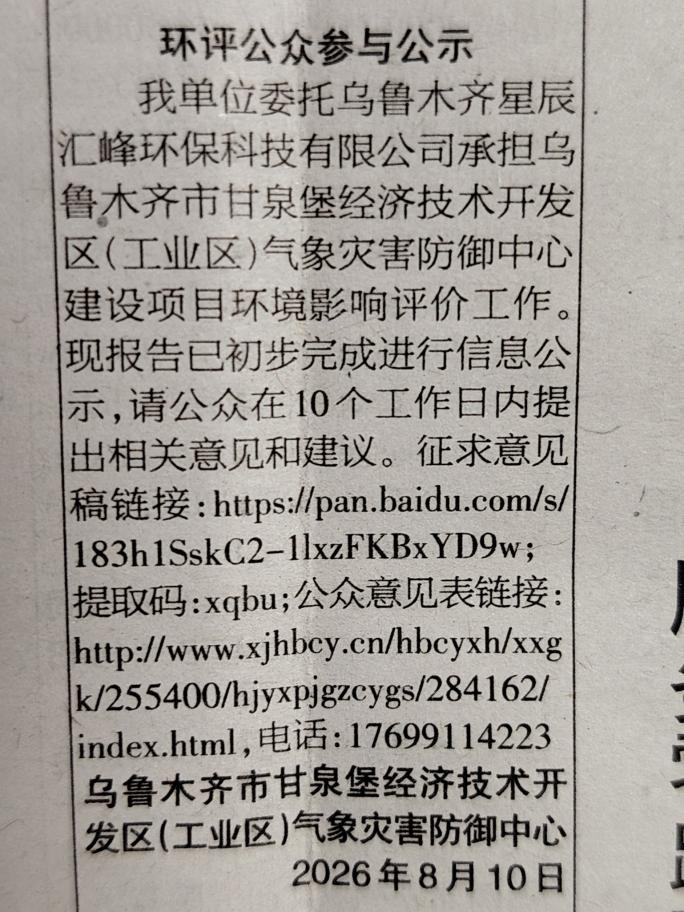 环评公众参与公示
我单位委托乌鲁木齐星辰
汇峰环保科技有限公司承担乌
鲁木齐市甘泉堡经济技术开发
区(工业区)气象灾害防御中心
建设项目环境影响评价工作。
现报告已初步完成进行信息公
示,请公众在10个工作日内提
出相关意见和建议。征求意见
稿链接:https://pan.baidu.com/s/
183h1SskC2-1lxzFKBxYD9w;
提取码:xqbu;公众意见表链接:
http://www.xjhbcy.cn/hbcyxh/xxg
k/255400/hjyxpjgzcygs/284162/
index.html,电话:17699114223
乌鲁木齐市甘泉堡经济技术开
发区(工业区)气象灾害防御中心
2026年8月10日